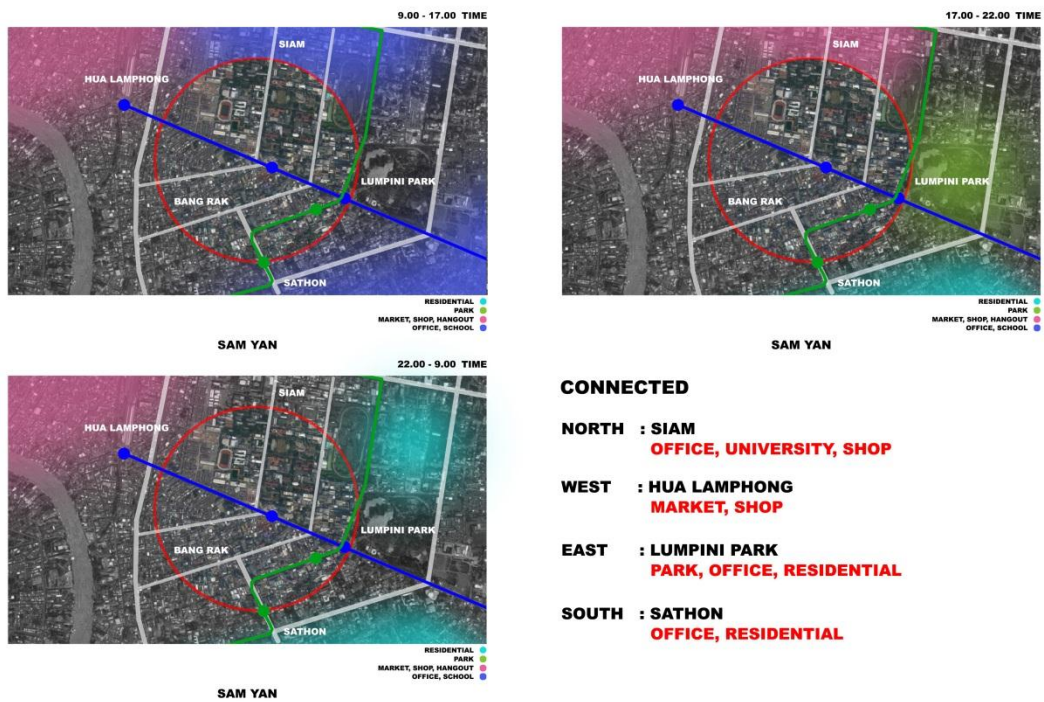 9.00 - 17.00 TIME
SIAM
HUA LAMPHONG
LUMPINI PARK
BANG RAK
SATHON
RESIDENTIAL
PARK
MARKET, SHOP, HANGOUT
OFFICE, SCHOOL
SAM YAN
17.00 - 22.00 TIME
SIAM
HUA LAMPHONG
LUMPINI PARK
BANG RAK
SATHON
RESIDENTIAL
PARK
MARKET, SHOP, HANGOUT
OFFICE, SCHOOL
SAM YAN
22.00 - 9.00 TIME
SIAM
HUA LAMPHONG
LUMPINI PARK
BANG RAK
SATHON
RESIDENTIAL
PARK
MARKET, SHOP, HANGOUT
OFFICE, SCHOOL
SAM YAN
CONNECTED
NORTH : SIAM
OFFICE, UNIVERSITY, SHOP
WEST : HUA LAMPHONG
MARKET, SHOP
EAST : LUMPINI PARK
PARK, OFFICE, RESIDENTIAL
SOUTH : SATHON
OFFICE, RESIDENTIAL